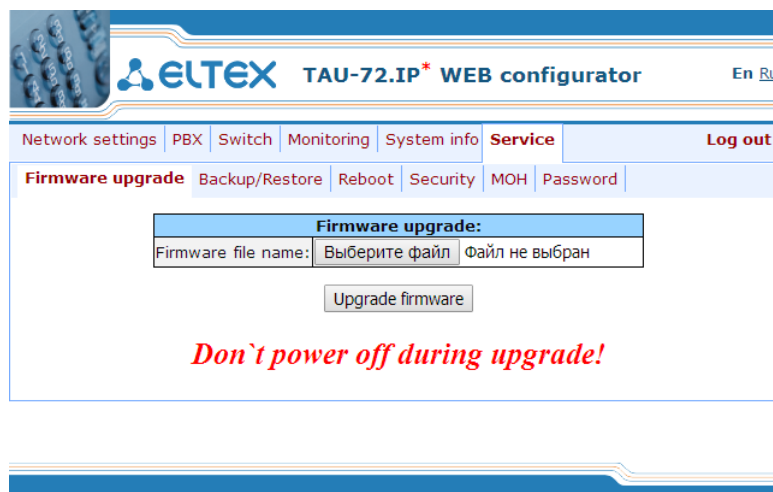 ELTEX TAU-72.IP* WEB configurator En Ru
Network settings PBX Switch Monitoring System info Service Log out
Firmware upgrade Backup/Restore Reboot Security MOH Password
Firmware upgrade:
Firmware file name: Выберите файл Файл не выбран
Upgrade firmware
Don`t power off during upgrade!